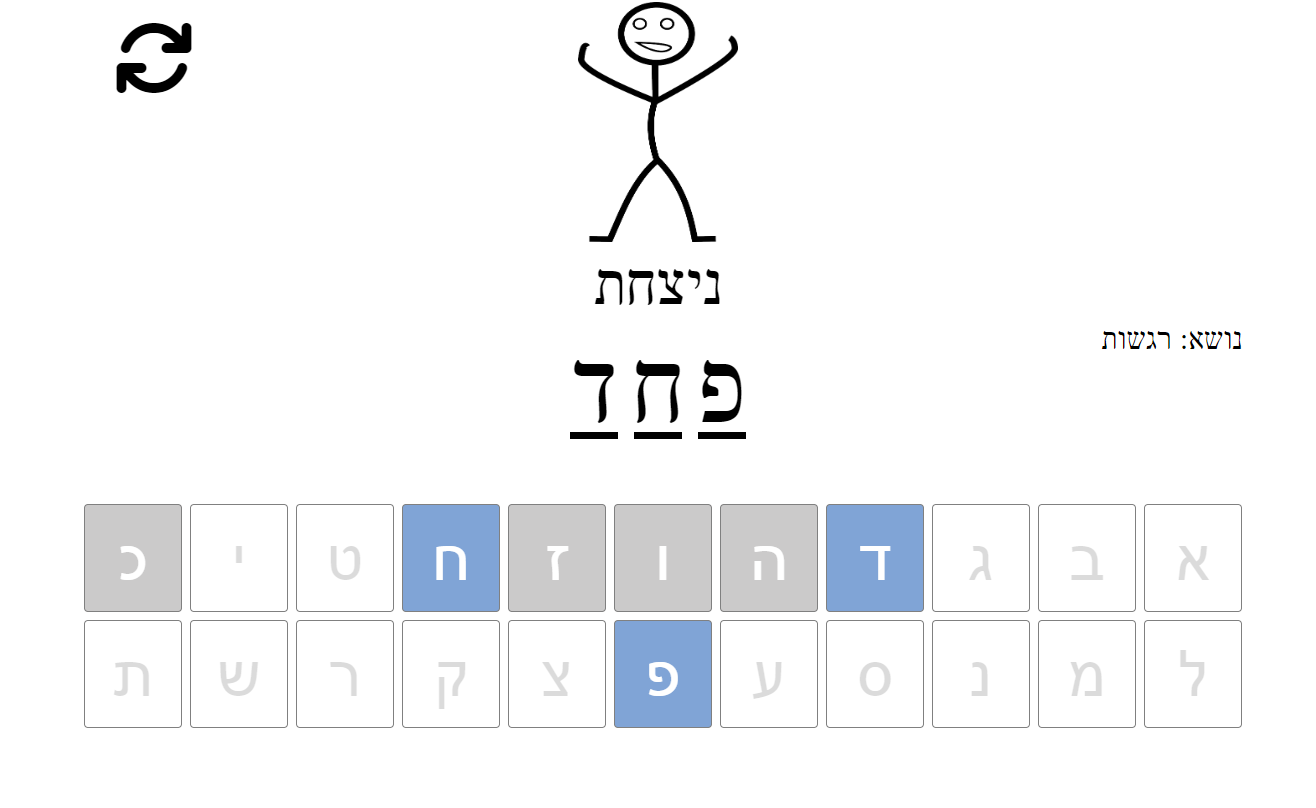 ניצחת
נושא: רגשות
פחד
א ב ג ד ה ו ז ח ט י כ
ל מ נ ס ע פ צ ק ר ש ת